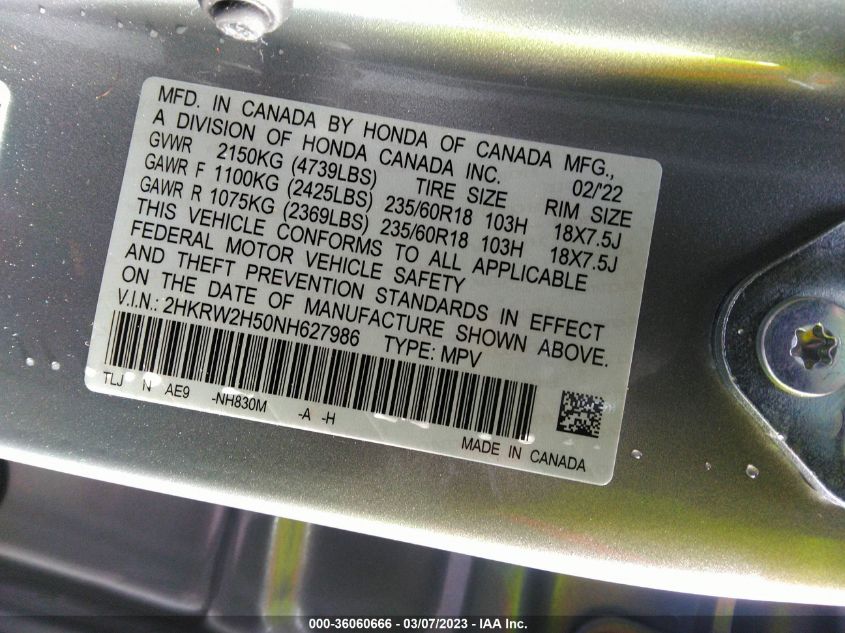 MFD. IN CANADA BY HONDA OF CANADA MFG.,
A DIVISION OF HONDA CANADA INC. 02/'22
GVWR 2150KG (4739LBS) TIRE SIZE RIM SIZE
GAWR F 1100KG (2425LBS) 235/60R18 103H 18X7.5J
GAWR R 1075KG (2369LBS) 235/60R18 103H 18X7.5J
THIS VEHICLE CONFORMS TO ALL APPLICABLE
FEDERAL MOTOR VEHICLE SAFETY
AND THEFT PREVENTION STANDARDS IN EFFECT
ON THE DATE OF MANUFACTURE SHOWN ABOVE.
V.I.N.: 2HKRW2H50NH627986 TYPE: MPV
TLJ N AE9 -NH830M -A -H
MADE IN CANADA
000-36060666 - 03/07/2023 - IAA Inc.